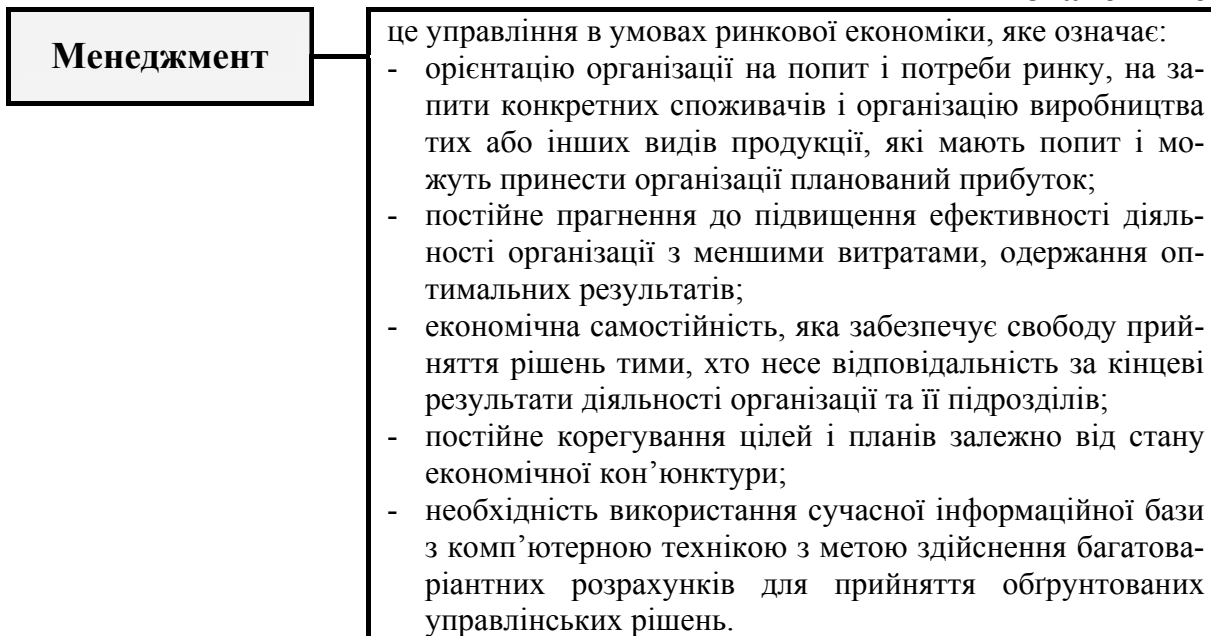 Менеджмент
це управління в умовах ринкової економіки, яке означає:
- орієнтацію організації на попит і потреби ринку, на за-
пити конкретних споживачів і організацію виробництва
тих або інших видів продукції, які мають попит і мо-
жуть принести організації планований прибуток;
- постійне прагнення до підвищення ефективності діяль-
ності організації з меншими витратами, одержання оп-
тимальних результатів;
- економічна самостійність, яка забезпечує свободу прий-
няття рішень тими, хто несе відповідальність за кінцеві
результати діяльності організації та її підрозділів;
- постійне корегування цілей і планів залежно від стану
економічної кон’юнктури;
- необхідність використання сучасної інформаційної бази
з комп’ютерною технікою з метою здійснення багатова-
ріантних розрахунків для прийняття обґрунтованих
управлінських рішень.